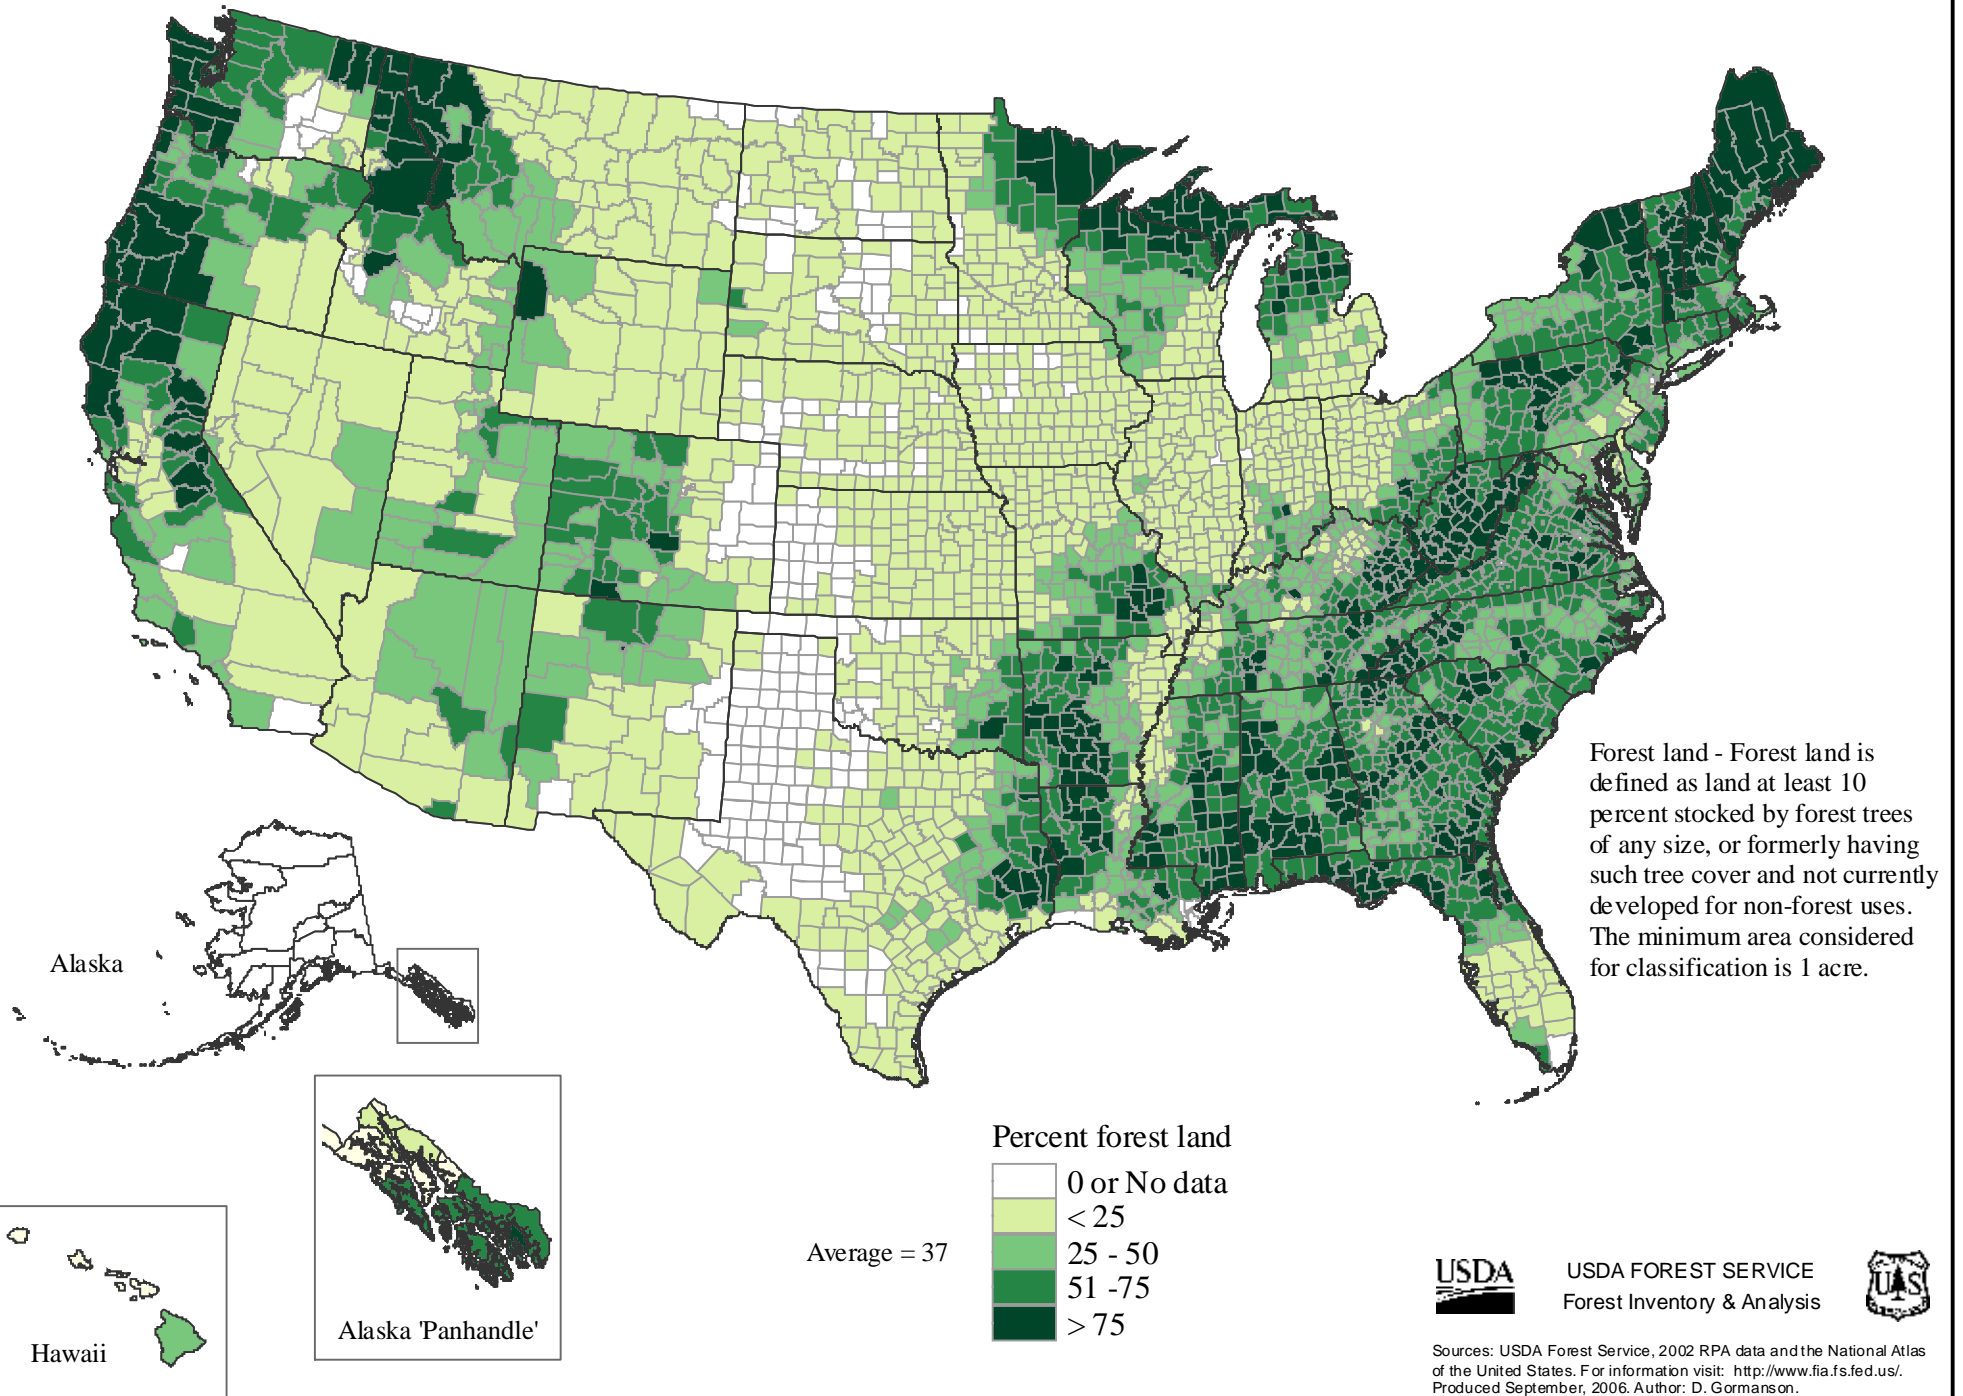 Forest land - Forest land is
defined as land at least 10
percent stocked by forest trees
of any size, or formerly having
such tree cover and not currently
developed for non-forest uses.
The minimum area considered
for classification is 1 acre.
Alaska
Alaska 'Panhandle'
Hawaii
Percent forest land
0 or No data
< 25
25 - 50
51 -75
> 75
Average = 37
USDA
USDA FOREST SERVICE
Forest Inventory & Analysis
U S
Sources: USDA Forest Service, 2002 RPA data and the National Atlas
of the United States. For information visit: http://www.fia.fs.fed.us/.
Produced September, 2006. Author: D. Gormanson.